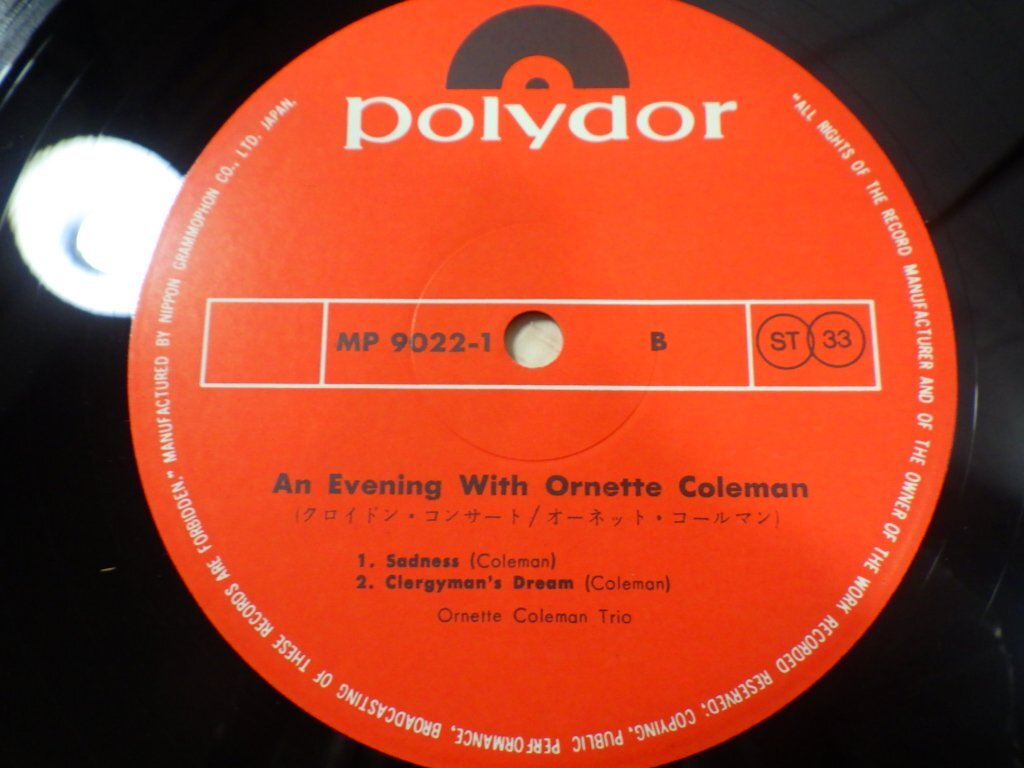 polydor
MP 9022-1
B
ST 33
An Evening With Ornette Coleman
(クロイドン・コンサート/オーネット・コールマン)
1. Sadness (Coleman)
2. Clergyman's Dream (Coleman)
Ornette Coleman Trio
"ALL RIGHTS OF THE RECORD MANUFACTURER AND OF THE OWNER OF THE WORK RECORDED RESERVED; COPYING, PUBLIC PERFORMANCE, BROADCASTING OF THESE RECORDS ARE FORBIDDEN." MANUFACTURED BY NIPPON GRAMMOPHON CO., LTD. JAPAN.